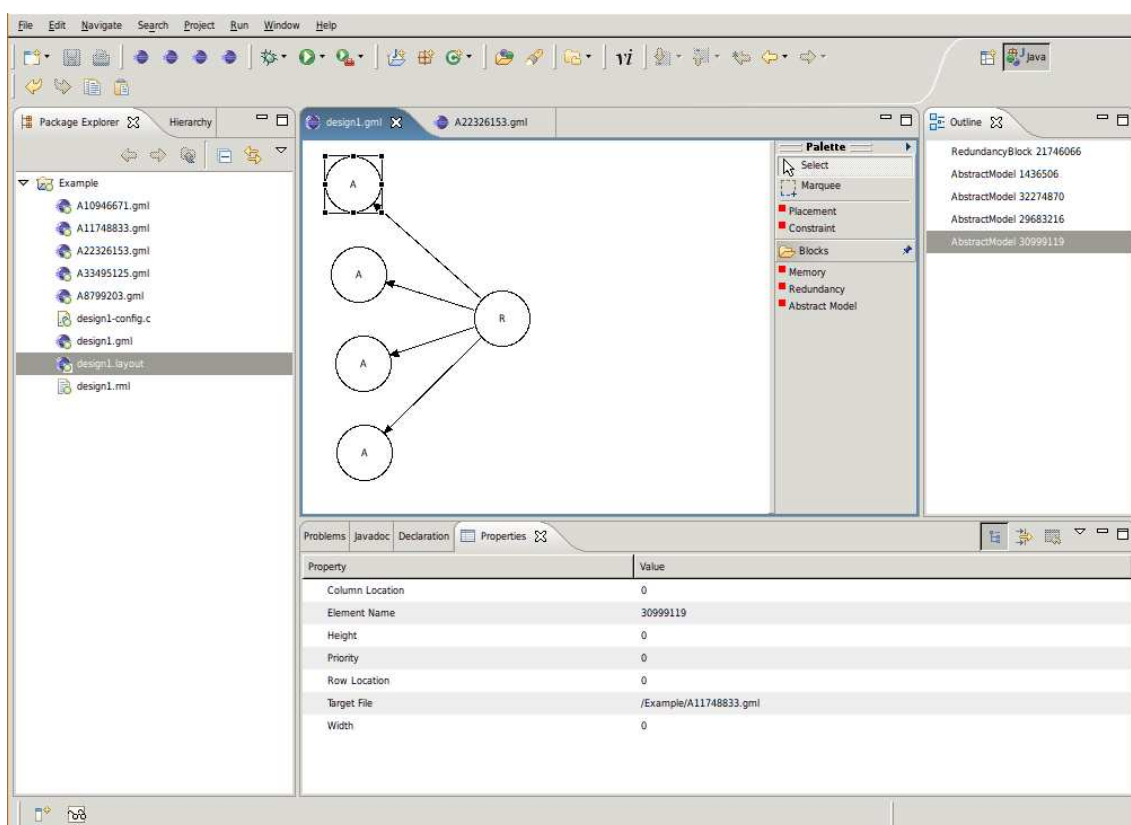 File Edit Navigate Search Project Run Window Help
Java
Package Explorer Hierarchy
Example
A10946671.gml
A11748833.gml
A22326153.gml
A33495125.gml
A8799203.gml
design1-config.c
design1.gml
design1.layout
design1.rml
design1.gml A22326153.gml
A
A
A
A
R
Palette
Select
Marquee
Placement
Constraint
Blocks
Memory
Redundancy
Abstract Model
Outline
RedundancyBlock 21746066
AbstractModel 1436506
AbstractModel 32274870
AbstractModel 29683216
AbstractModel 30999119
Problems Javadoc Declaration Properties
Property Value
Column Location 0
Element Name 30999119
Height 0
Priority 0
Row Location 0
Target File /Example/A11748833.gml
Width 0